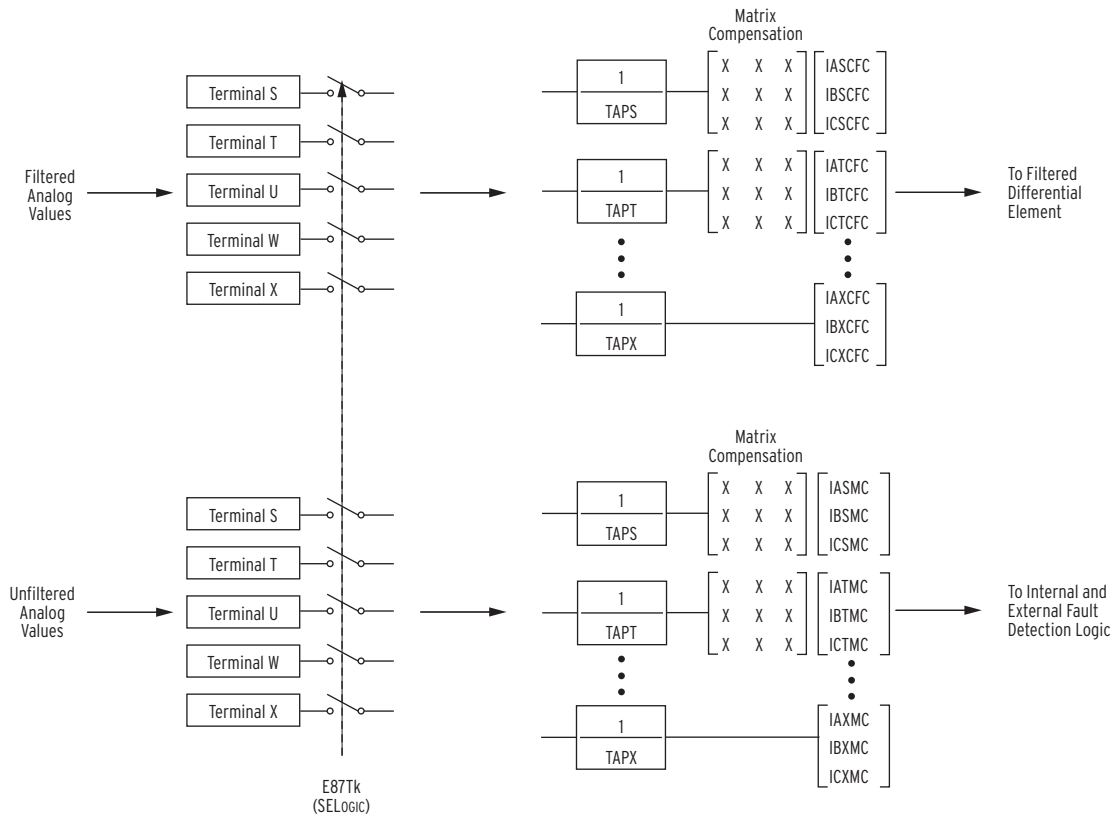 Matrix
Compensation
Terminal S
Terminal T
Terminal U
Terminal W
Terminal X
Filtered
Analog
Values
1
TAPS
X X X
X X X
X X X
IASCFC
IBSCFC
ICSCFC
1
TAPT
X X X
X X X
X X X
IATCFC
IBTCFC
ICTCFC
1
TAPX
IAXCFC
IBXCFC
ICXCFC
To Filtered
Differential
Element
Matrix
Compensation
Terminal S
Terminal T
Terminal U
Terminal W
Terminal X
Unfiltered
Analog
Values
1
TAPS
X X X
X X X
X X X
IASMC
IBSMC
ICSMC
1
TAPT
X X X
X X X
X X X
IATMC
IBTMC
ICTMC
1
TAPX
IAXMC
IBXMC
ICXMC
To Internal and
External Fault
Detection Logic
E87Tk
(SELOGIC)